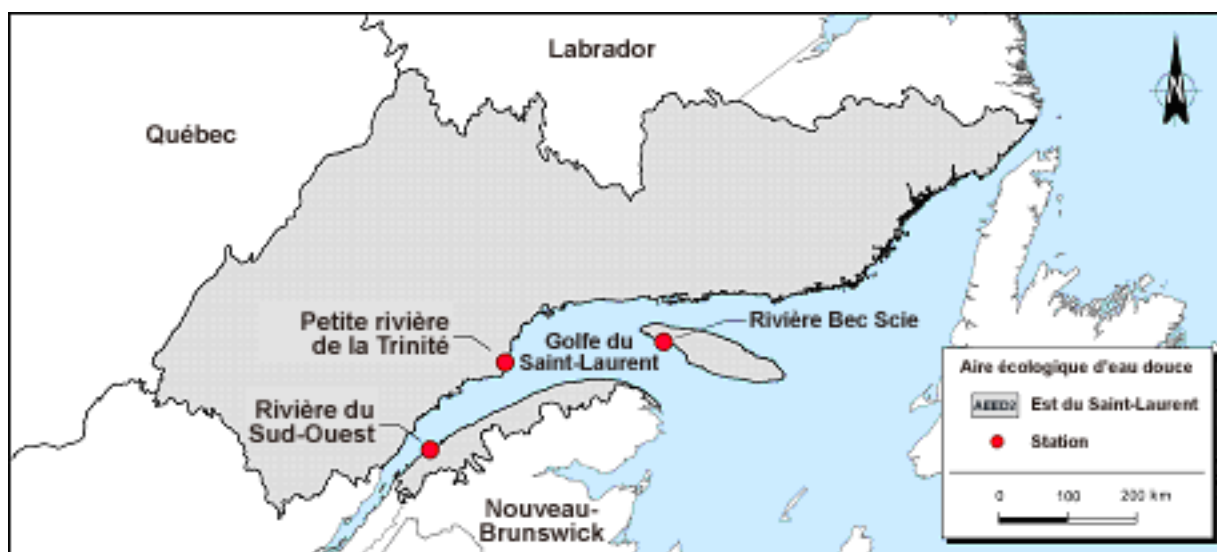 Labrador
Québec
N
Petite rivière
de la Trinité
Golfe du
Saint-Laurent
Rivière Bec Scie
Rivière du
Sud-Ouest
Nouveau-
Brunswick
Aire écologique d'eau douce
AEED2 Est du Saint-Laurent
Station
0 100 200 km